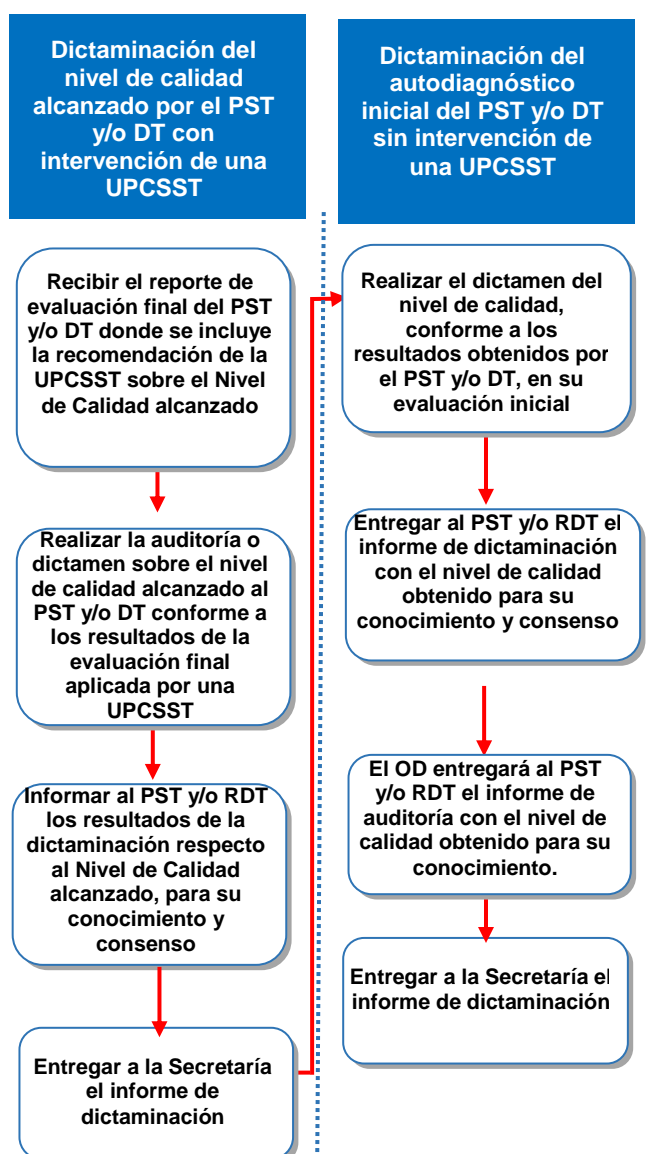 Dictaminación del
nivel de calidad
alcanzado por el PST
y/o DT con
intervención de una
UPCSST
Recibir el reporte de
evaluación final del PST
y/o DT donde se incluye
la recomendación de la
UPCSST sobre el Nivel
de Calidad alcanzado
Realizar la auditoría o
dictamen sobre el nivel
de calidad alcanzado al
PST y/o DT conforme a
los resultados de la
evaluación final
aplicada por una
UPCSST
Informar al PST y/o RDT
los resultados de la
dictaminación respecto
al Nivel de Calidad
alcanzado, para su
conocimiento y
consenso
Entregar a la Secretaría
el informe de
dictaminación
Dictaminación del
autodiagnóstico
inicial del PST y/o DT
sin intervención de
una UPCSST
Realizar el dictamen del
nivel de calidad,
conforme a los
resultados obtenidos por
el PST y/o DT, en su
evaluación inicial
Entregar al PST y/o RDT el
informe de dictaminación
con el nivel de calidad
obtenido para su
conocimiento y consenso
El OD entregará al PST
y/o RDT el informe de
auditoría con el nivel de
calidad obtenido para su
conocimiento.
Entregar a la Secretaría el
informe de dictaminación